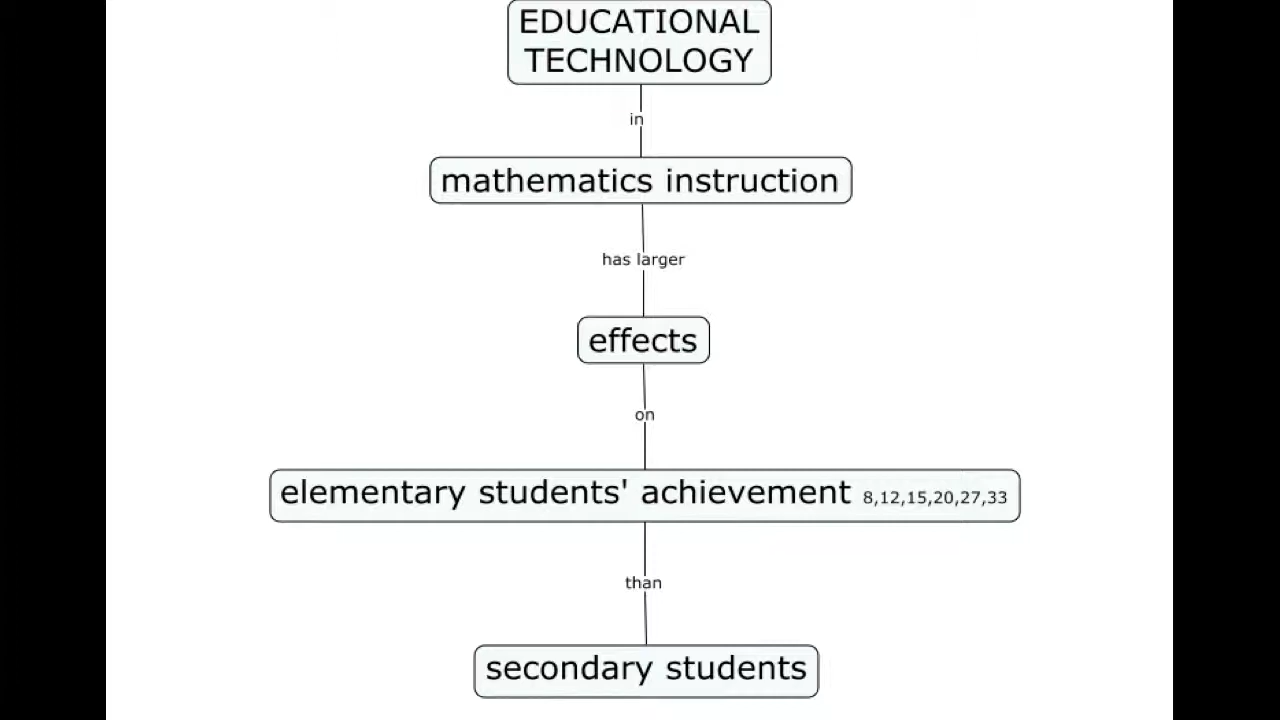 EDUCATIONAL
TECHNOLOGY
in
mathematics instruction
has larger
effects
on
elementary students' achievement 8,12,15,20,27,33
than
secondary students